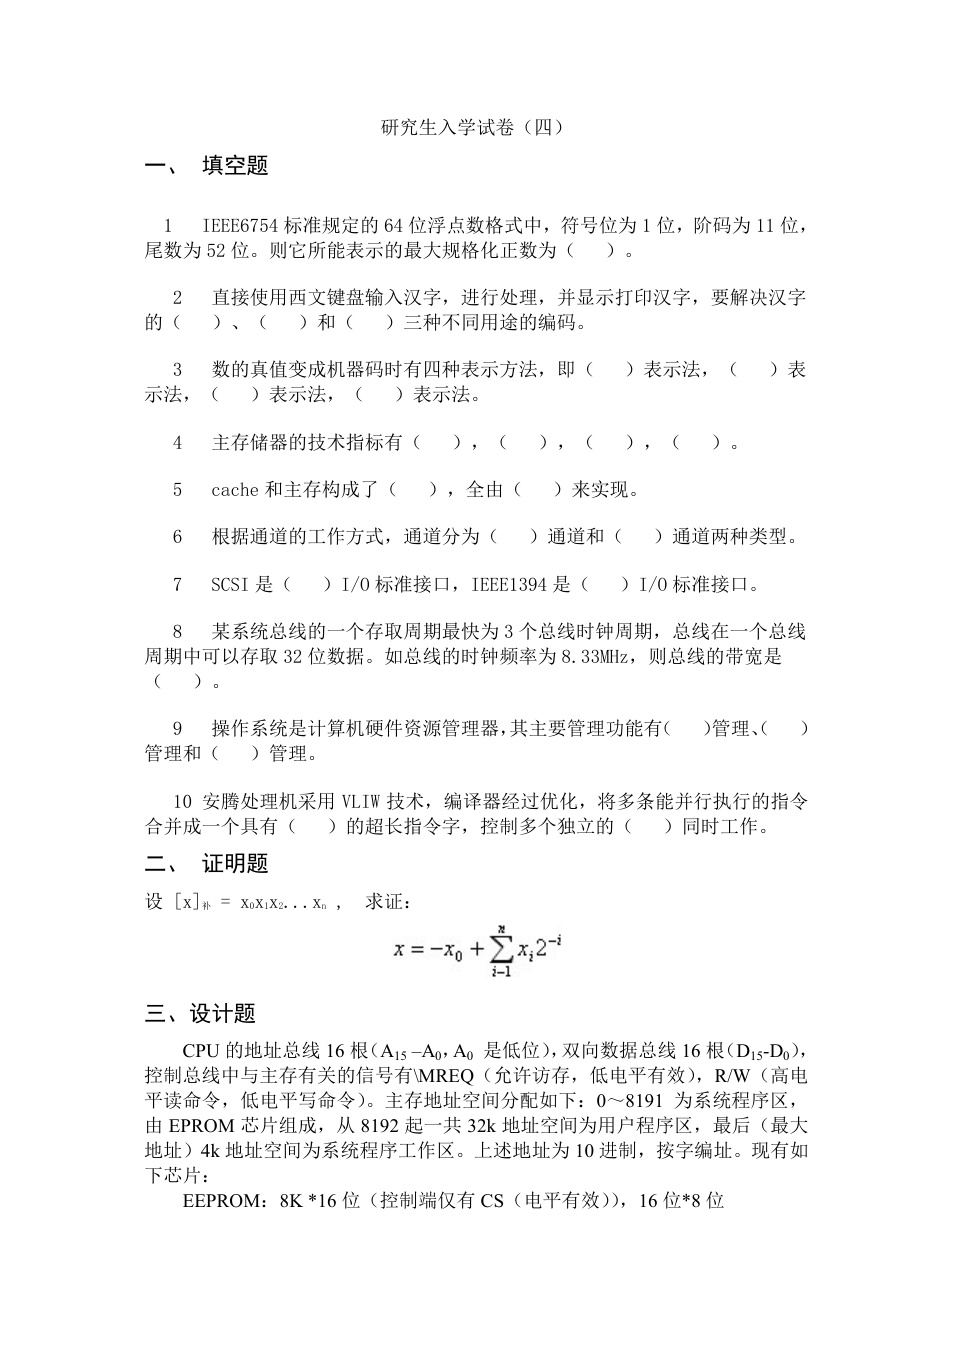 研究生入学试卷（四）
一、 填空题
1 IEEE6754 标准规定的 64 位浮点数格式中，符号位为 1 位，阶码为 11 位，
尾数为 52 位。则它所能表示的最大规格化正数为（ ）。
2 直接使用西文键盘输入汉字，进行处理，并显示打印汉字，要解决汉字
的（ ）、（ ）和（ ）三种不同用途的编码。
3 数的真值变成机器码时有四种表示方法，即（ ）表示法，（ ）表
示法，（ ）表示法，（ ）表示法。
4 主存储器的技术指标有（ ），（ ），（ ），（ ）。
5 cache 和主存构成了（ ），全由（ ）来实现。
6 根据通道的工作方式，通道分为（ ）通道和（ ）通道两种类型。
7 SCSI 是（ ）I/O 标准接口，IEEE1394 是（ ）I/O 标准接口。
8 某系统总线的一个存取周期最快为 3 个总线时钟周期，总线在一个总线
周期中可以存取 32 位数据。如总线的时钟频率为 8.33MHz，则总线的带宽是
（ ）。
9 操作系统是计算机硬件资源管理器，其主要管理功能有（ ）管理、（ ）
管理和（ ）管理。
10 安腾处理机采用 VLIW 技术，编译器经过优化，将多条能并行执行的指令
合并成一个具有（ ）的超长指令字，控制多个独立的（ ）同时工作。
二、 证明题
设 [x]补 = x₀x₁x₂...xₙ , 求证：
x = −x₀ + ∑ⁿᵢ₋₁ xᵢ2⁻ⁱ
三、设计题
CPU 的地址总线 16 根（A₁₅ –A₀，A₀ 是低位），双向数据总线 16 根（D₁₅-D₀），
控制总线中与主存有关的信号有\MREQ（允许访存，低电平有效），R/W（高电
平读命令，低电平写命令）。主存地址空间分配如下：0～8191 为系统程序区，
由 EPROM 芯片组成，从 8192 起一共 32k 地址空间为用户程序区，最后（最大
地址）4k 地址空间为系统程序工作区。上述地址为 10 进制，按字编址。现有如
下芯片：
EEPROM：8K *16 位（控制端仅有 CS（电平有效）），16 位*8 位